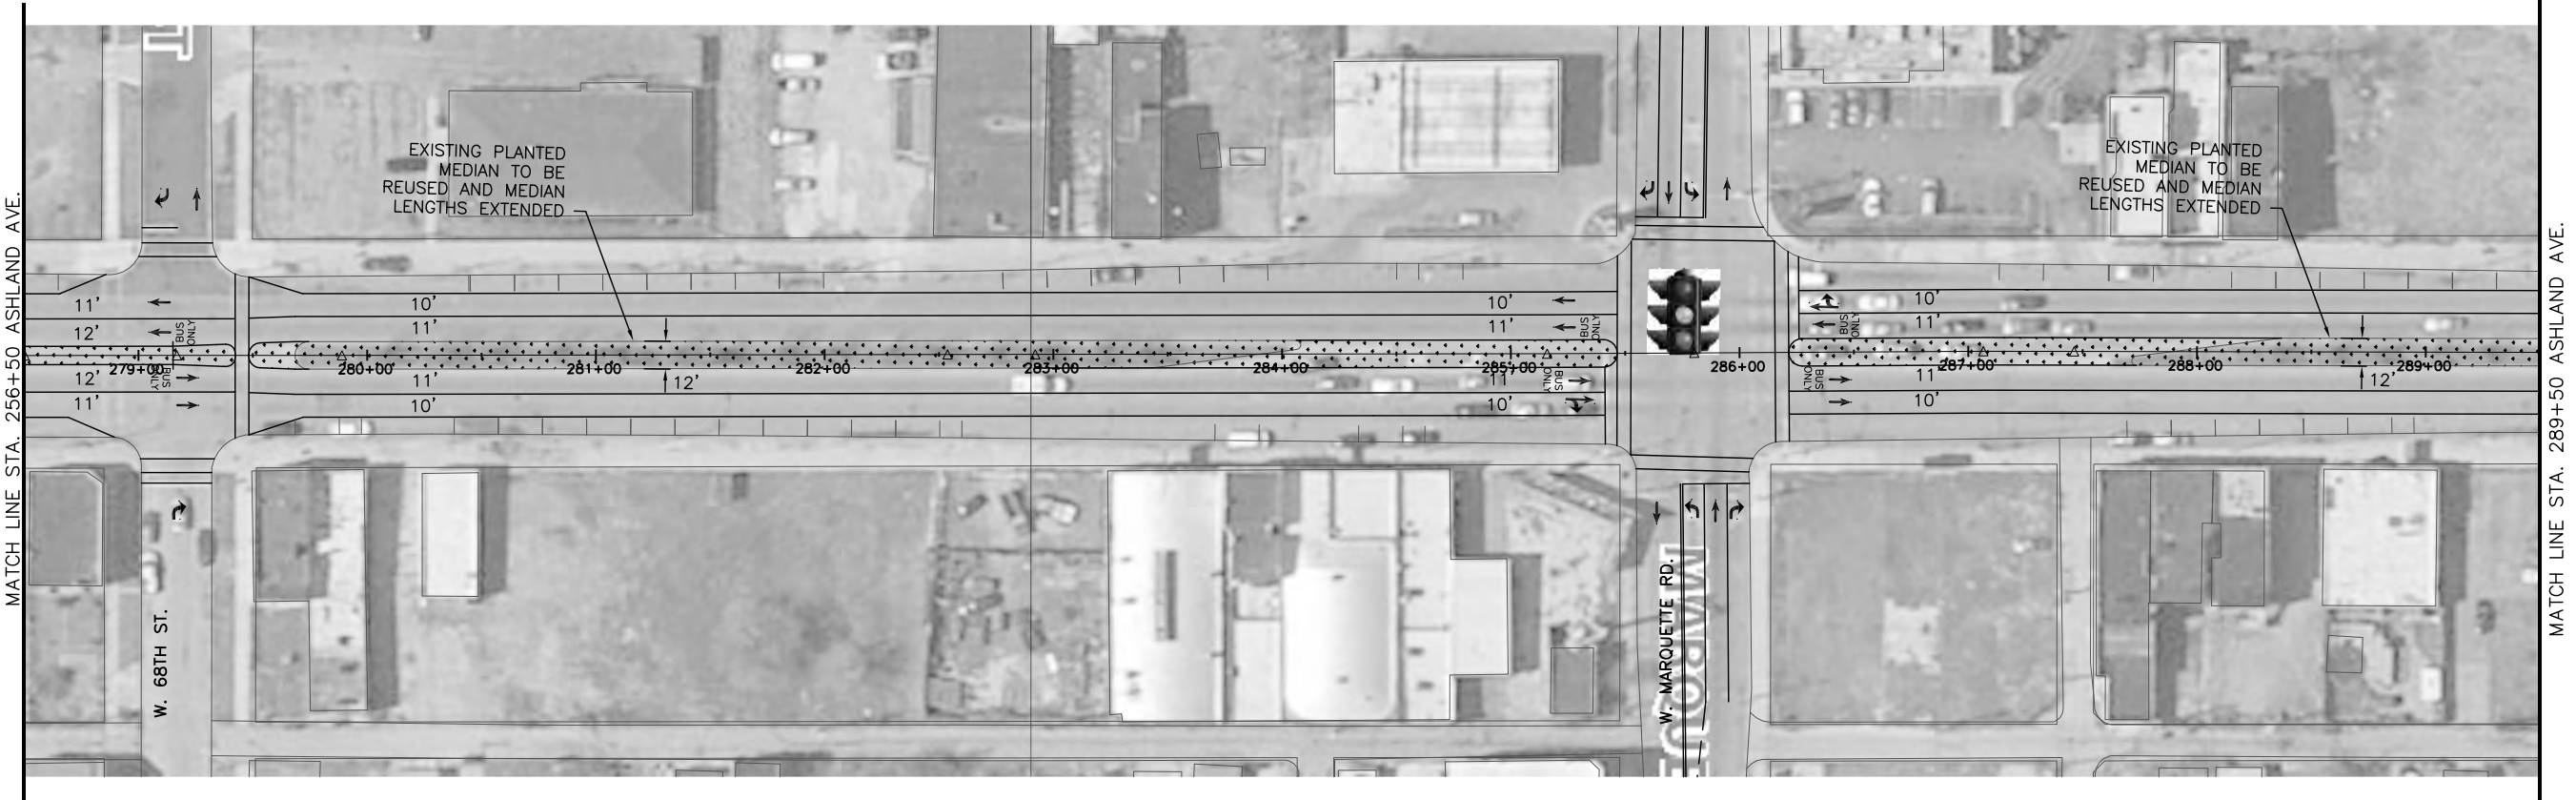 MATCH LINE STA. 256+50 ASHLAND AVE.
EXISTING PLANTED
MEDIAN TO BE
REUSED AND MEDIAN
LENGTHS EXTENDED
EXISTING PLANTED
MEDIAN TO BE
REUSED AND MEDIAN
LENGTHS EXTENDED
11'
10'
10'
10'
12'
BUS
ONLY
11'
11'
BUS
ONLY
BUS
ONLY
11'
279+00
280+00
281+00
282+00
283+00
284+00
285+00
286+00
287+00
288+00
289+00
12'
BUS
ONLY
11'
12'
11'
BUS
ONLY
BUS
ONLY
11'
12'
11'
10'
10'
10'
W. 68TH ST.
W. MARQUETTE RD.
MATCH LINE STA. 289+50 ASHLAND AVE.